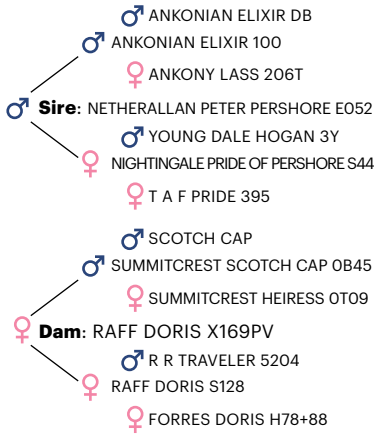 ANKONIAN ELIXIR DB
ANKONIAN ELIXIR 100
ANKONY LASS 206T
Sire: NETHERALLAN PETER PERSHORE E052
YOUNG DALE HOGAN 3Y
NIGHTINGALE PRIDE OF PERSHORE S44
T A F PRIDE 395
SCOTCH CAP
SUMMITCREST SCOTCH CAP 0B45
SUMMITCREST HEIRESS 0T09
Dam: RAFF DORIS X169PV
R R TRAVELER 5204
RAFF DORIS S128
FORRES DORIS H78+88